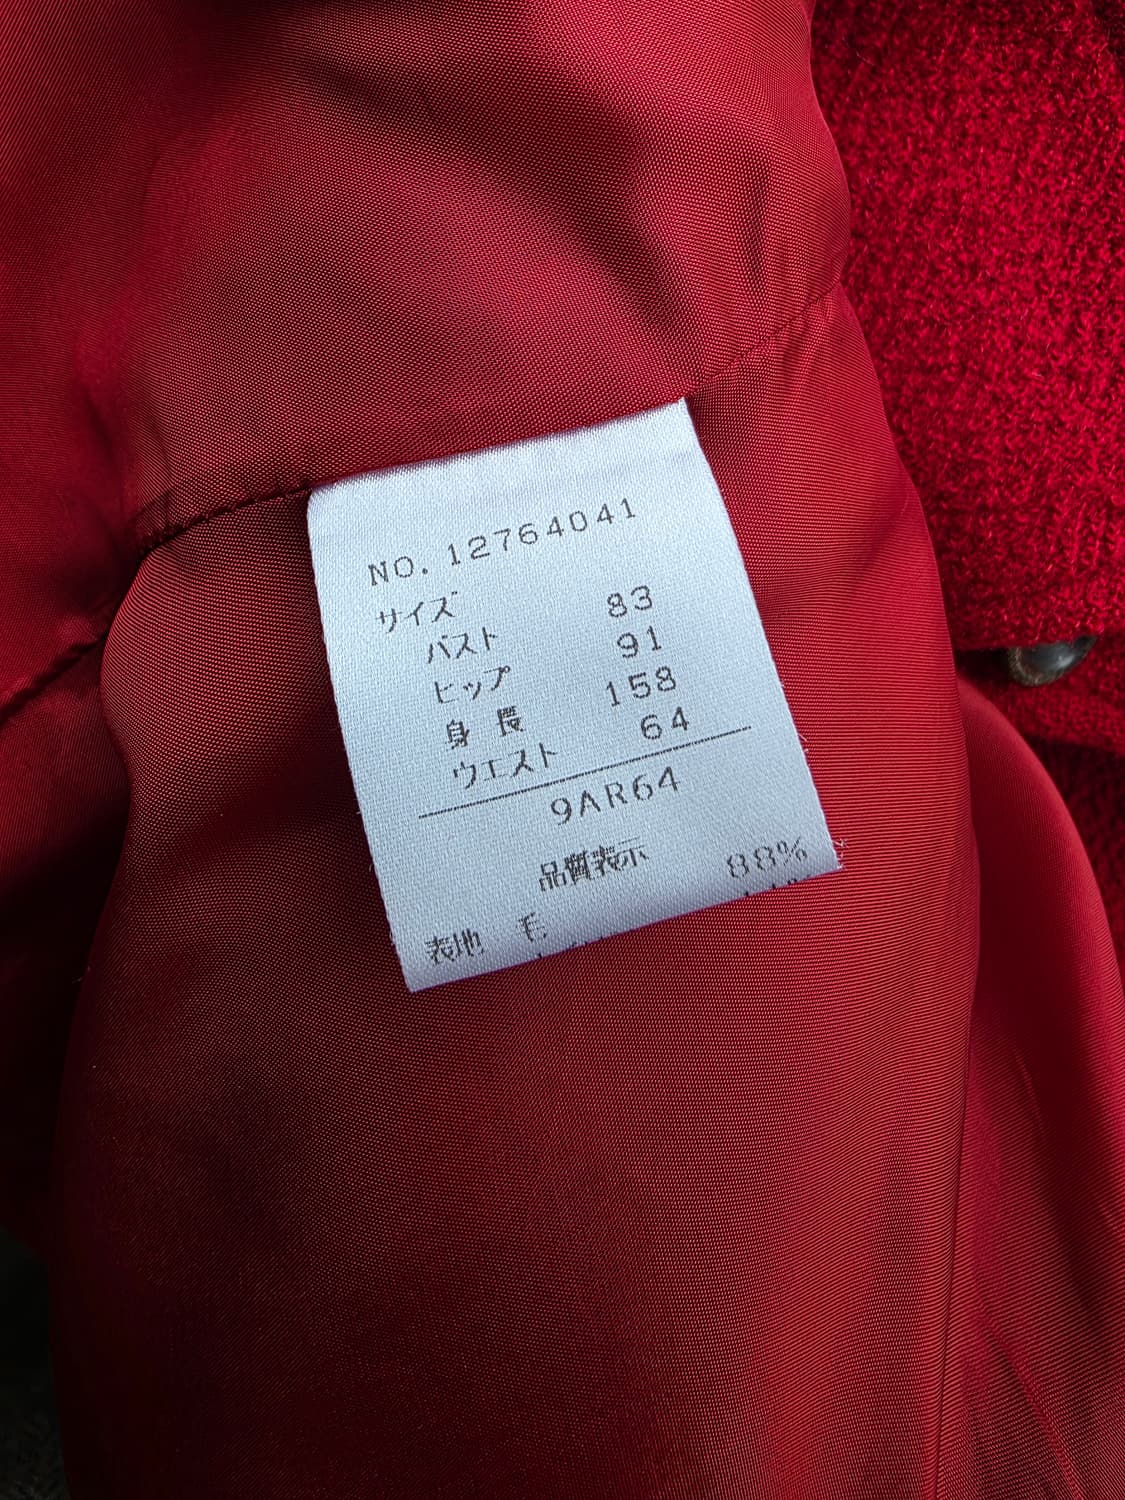 NO.12764041
サイズ
バスト 83
ヒップ 91
身長 158
ウエスト 64
9AR64
品質表示
表地 毛 88%